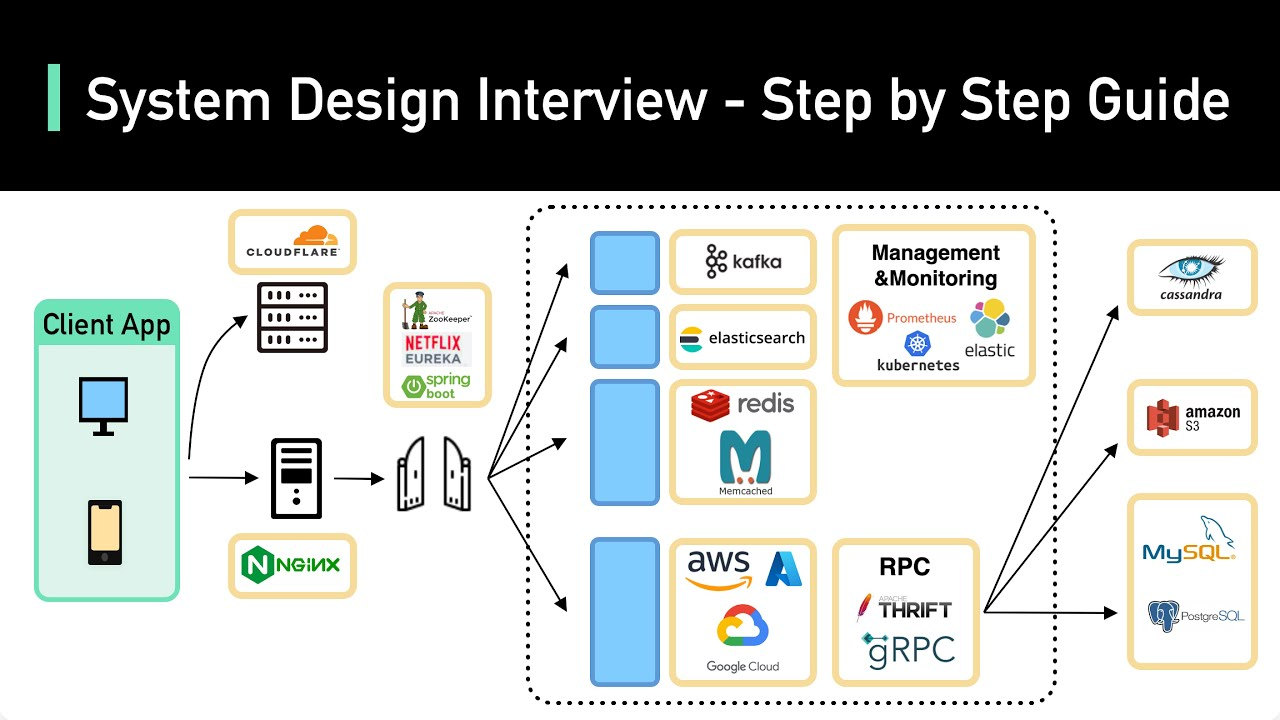 System Design Interview - Step by Step Guide
CLOUDFLARE
Client App
APACHE
ZooKeeper
NETFLIX
EUREKA
spring
boot
NGINX
kafka
elasticsearch
redis
Memcached
Management
&Monitoring
Prometheus
kubernetes
elastic
aws
Google Cloud
RPC
APACHE
THRIFT
gRPC
cassandra
amazon
S3
MySQL
PostgreSQL